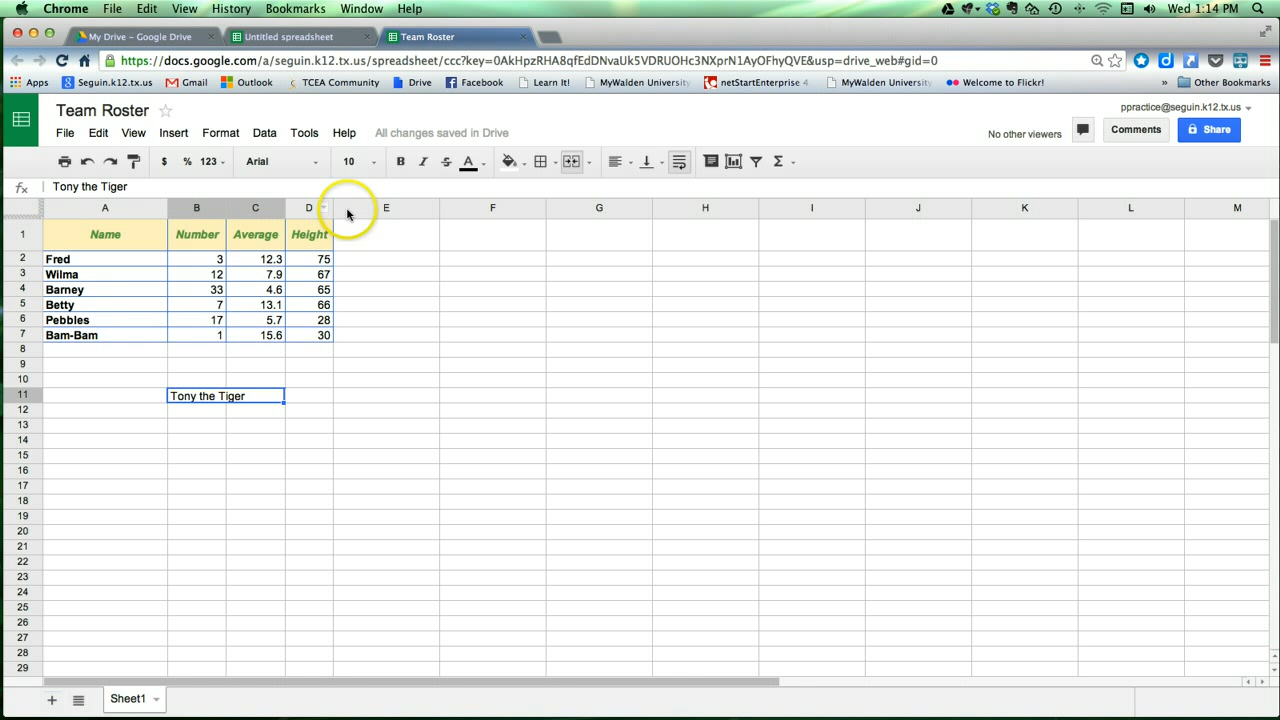 Chrome File Edit View History Bookmarks Window Help Wed 1:14 PM
My Drive – Google Drive × Untitled spreadsheet × Team Roster ×
https://docs.google.com/a/seguin.k12.tx.us/spreadsheet/ccc?key=0AkHpzRHA8qfEdDNvaUk5VDRUOHc3NXprN1AyOFhyQVE&usp=drive_web#gid=0
Apps Seguin.k12.tx.us Gmail Outlook TCEA Community Drive Facebook Learn It! MyWalden University netStartEnterprise 4 MyWalden University Welcome to Flickr! » Other Bookmarks
Team Roster ppractice@seguin.k12.tx.us
File Edit View Insert Format Data Tools Help All changes saved in Drive No other viewers Comments Share
$ % 123 Arial 10 B I S A Σ
fx Tony the Tiger
A B C D E F G H I J K L M
1 Name Number Average Height
2 Fred 3 12.3 75
3 Wilma 12 7.9 67
4 Barney 33 4.6 65
5 Betty 7 13.1 66
6 Pebbles 17 5.7 28
7 Bam-Bam 1 15.6 30
8
9
10
11 Tony the Tiger
12
13
14
15
16
17
18
19
20
21
22
23
24
25
26
27
28
29
+ Sheet1